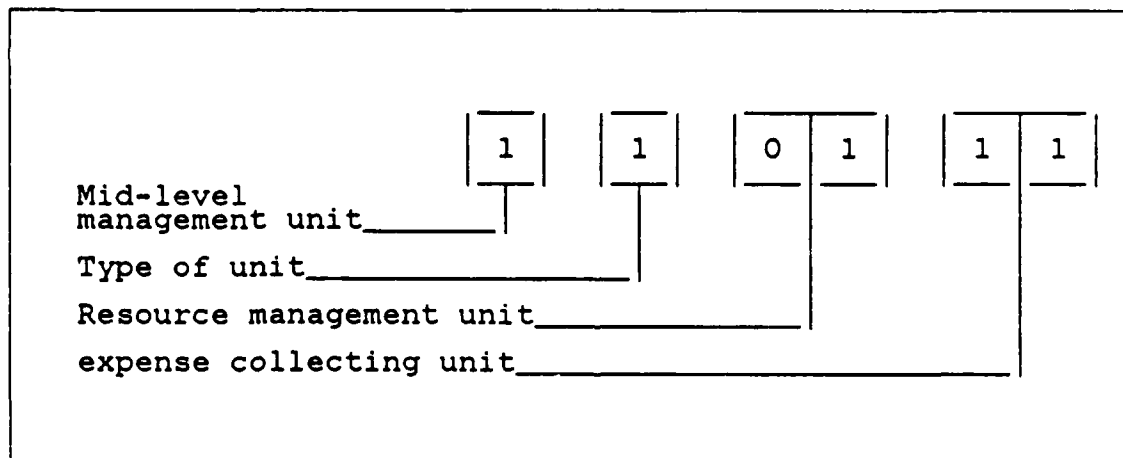 1 1 0 1 1 1
Mid-level
management unit
Type of unit
Resource management unit
expense collecting unit